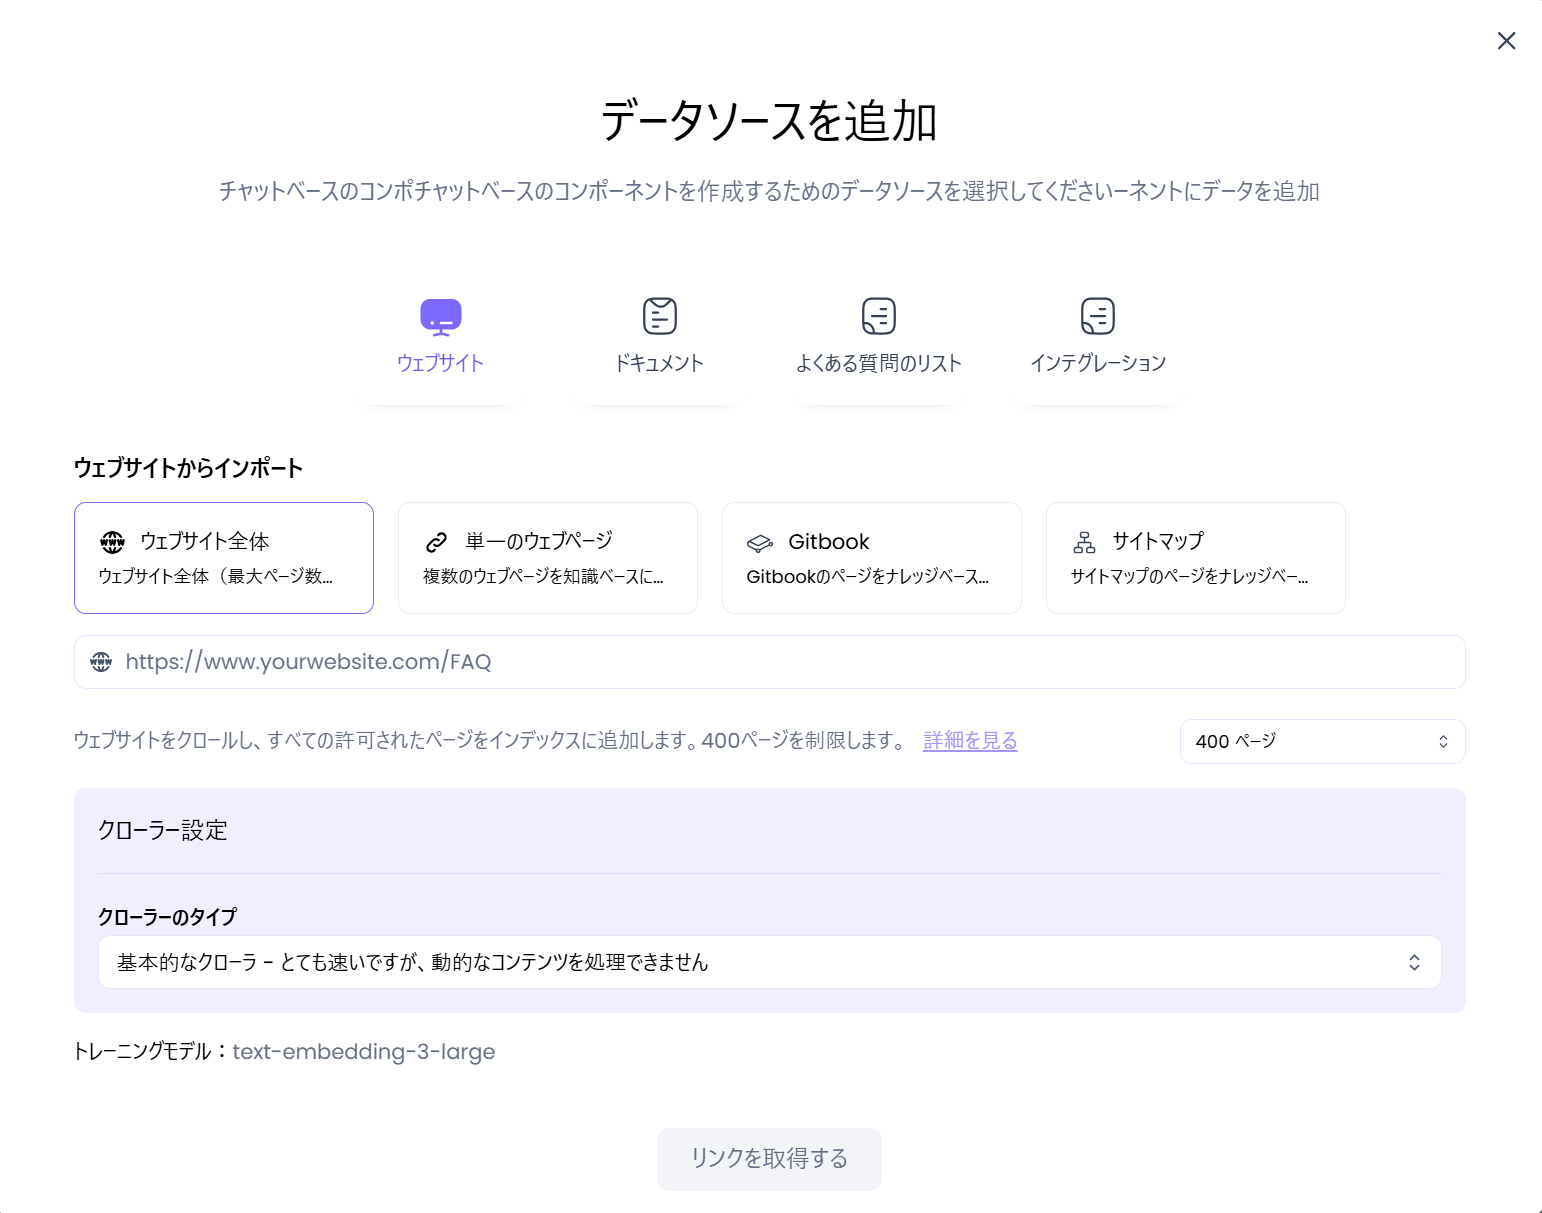 データソースを追加
チャットベースのコンポチャットベースのコンポーネントを作成するためのデータソースを選択してくださいーネントにデータを追加
ウェブサイト
ドキュメント
よくある質問のリスト
インテグレーション
ウェブサイトからインポート
ウェブサイト全体
ウェブサイト全体（最大ページ数...
単一のウェブページ
複数のウェブページを知識ベースに...
Gitbook
Gitbookのページをナレッジベース...
サイトマップ
サイトマップのページをナレッジベー...
https://www.yourwebsite.com/FAQ
ウェブサイトをクロールし、すべての許可されたページをインデックスに追加します。400ページを制限します。 詳細を見る
400 ページ
クローラー設定
クローラーのタイプ
基本的なクローラ - とても速いですが、動的なコンテンツを処理できません
トレーニングモデル：text-embedding-3-large
リンクを取得する